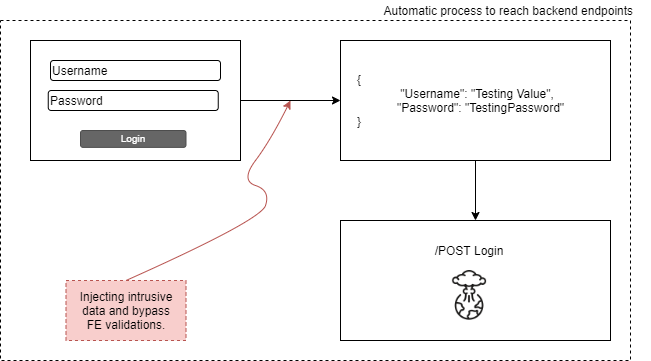 Automatic process to reach backend endpoints
Username
Password
Login
{
"Username": "Testing Value",
"Password": "TestingPassword"
}
/POST Login
Injecting intrusive
data and bypass
FE validations.